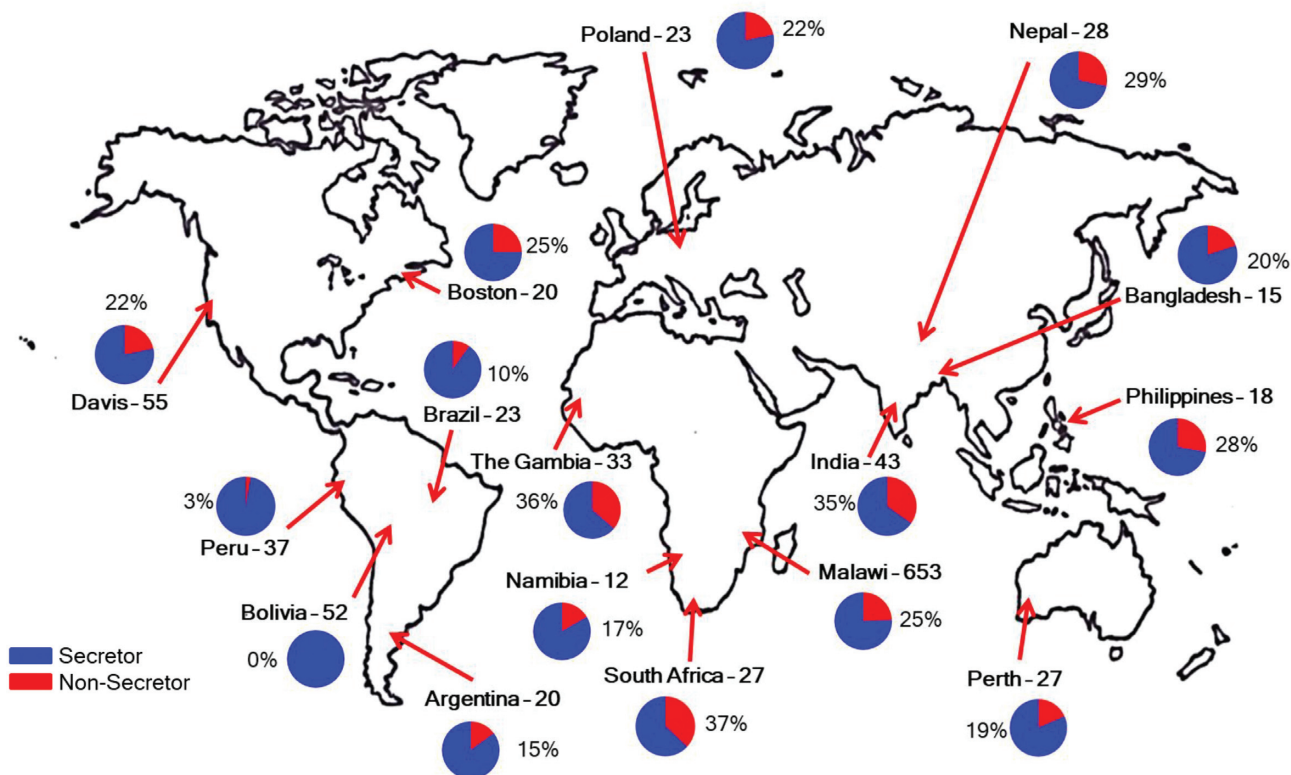 Poland – 23
22%
Nepal – 28
29%
25%
Boston – 20
20%
Bangladesh – 15
22%
Davis – 55
10%
Brazil – 23
Philippines – 18
28%
The Gambia – 33
36%
India – 43
35%
3%
Peru – 37
Namibia – 12
17%
Malawi – 653
25%
Bolivia – 52
0%
Secretor
Non-Secretor
Argentina – 20
15%
South Africa – 27
37%
Perth – 27
19%